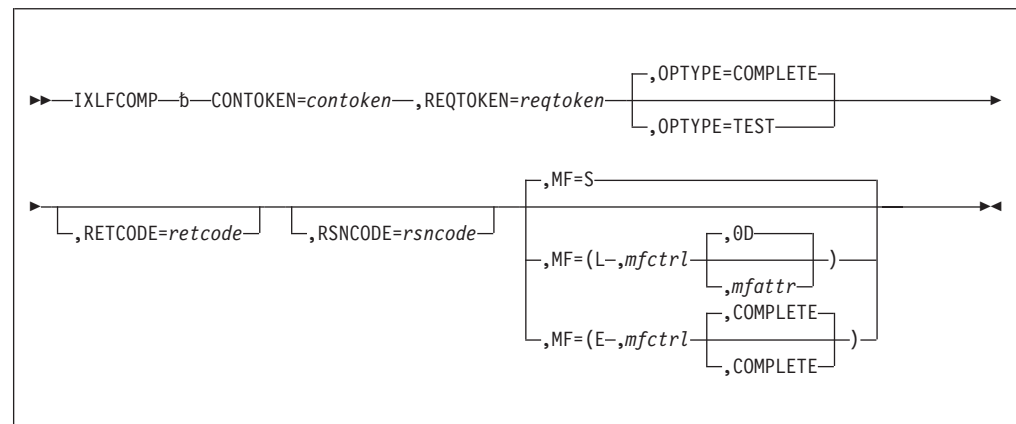 ,OPTYPE=COMPLETE
IXLFCOMP ␢ CONTOKEN=contoken ,REQTOKEN=reqtoken
,OPTYPE=TEST
,MF=S
,RETCODE=retcode ,RSNCODE=rsncode
,0D
,MF=(L ,mfctrl )
,mfattr
,COMPLETE
,MF=(E ,mfctrl )
,COMPLETE